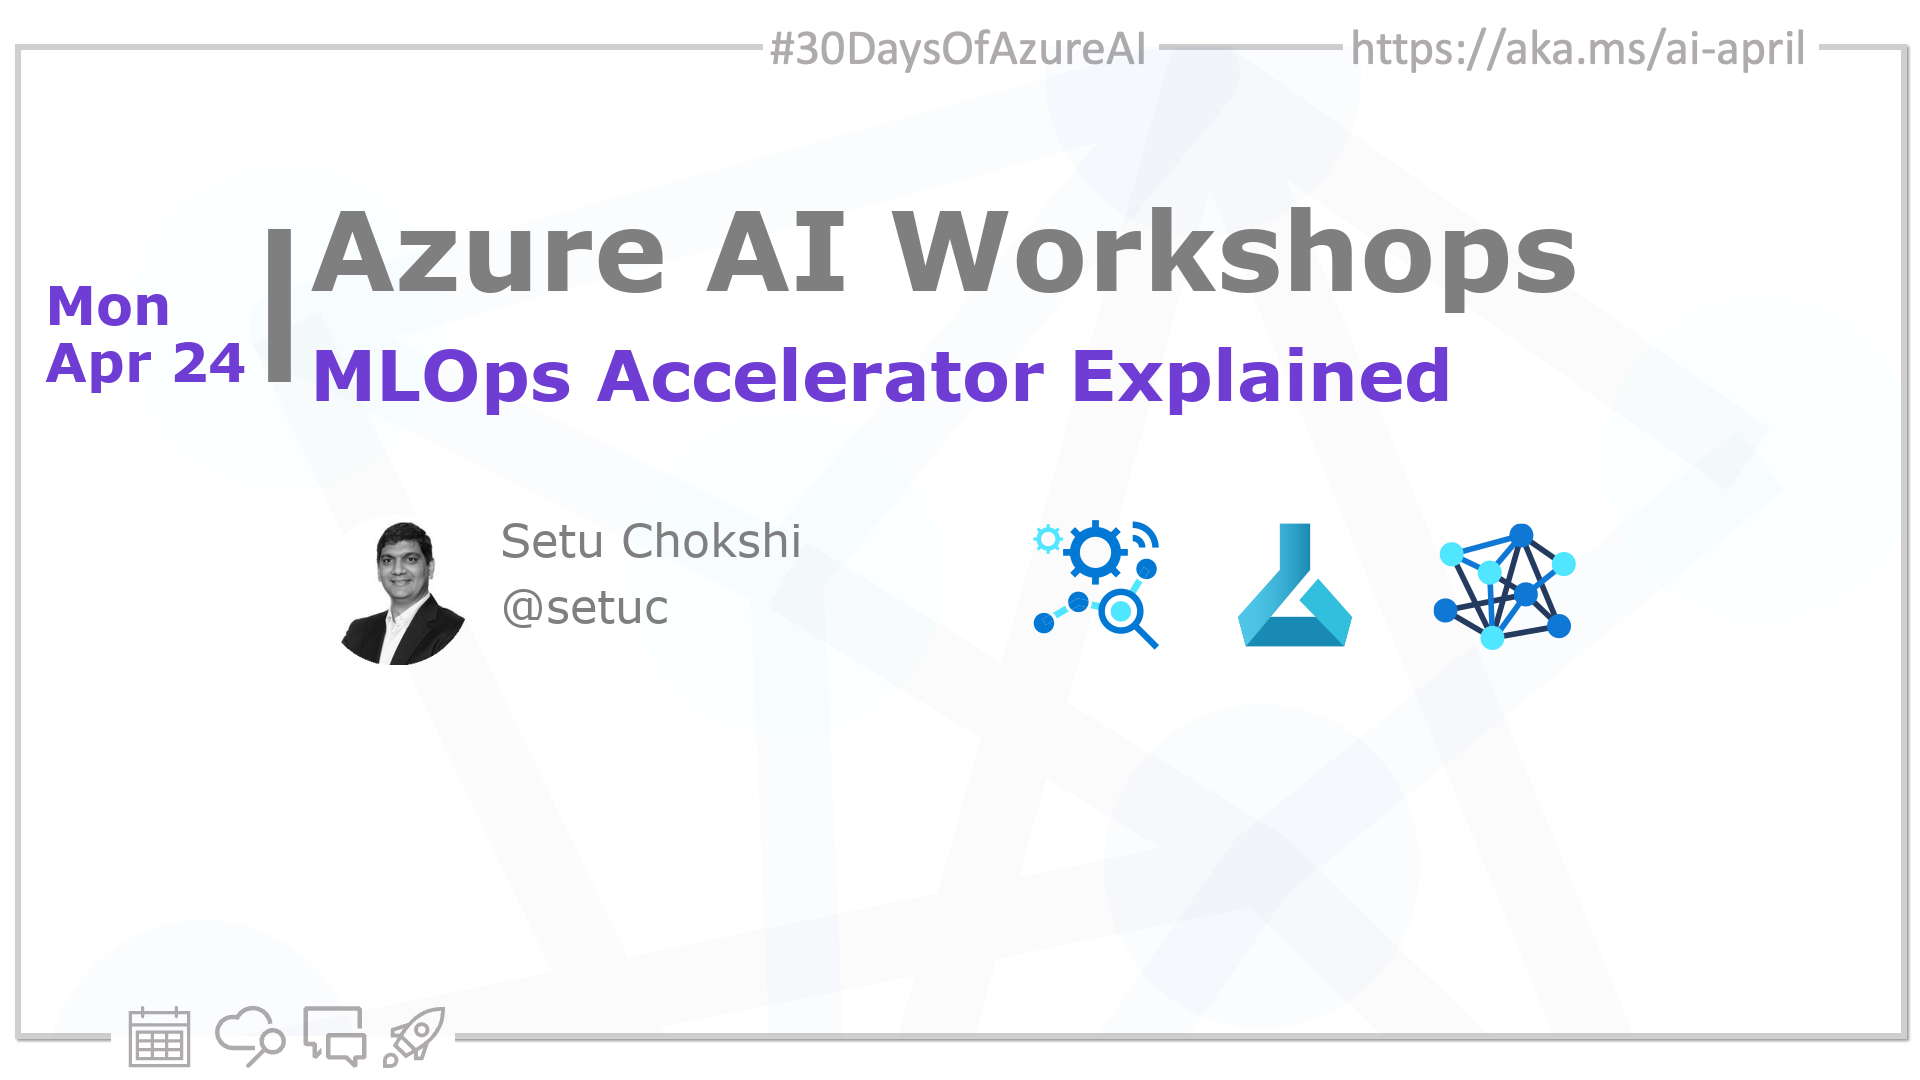 #30DaysOfAzureAI
https://aka.ms/ai-april
Azure AI Workshops
Mon
Apr 24
MLOps Accelerator Explained
Setu Chokshi
@setuc